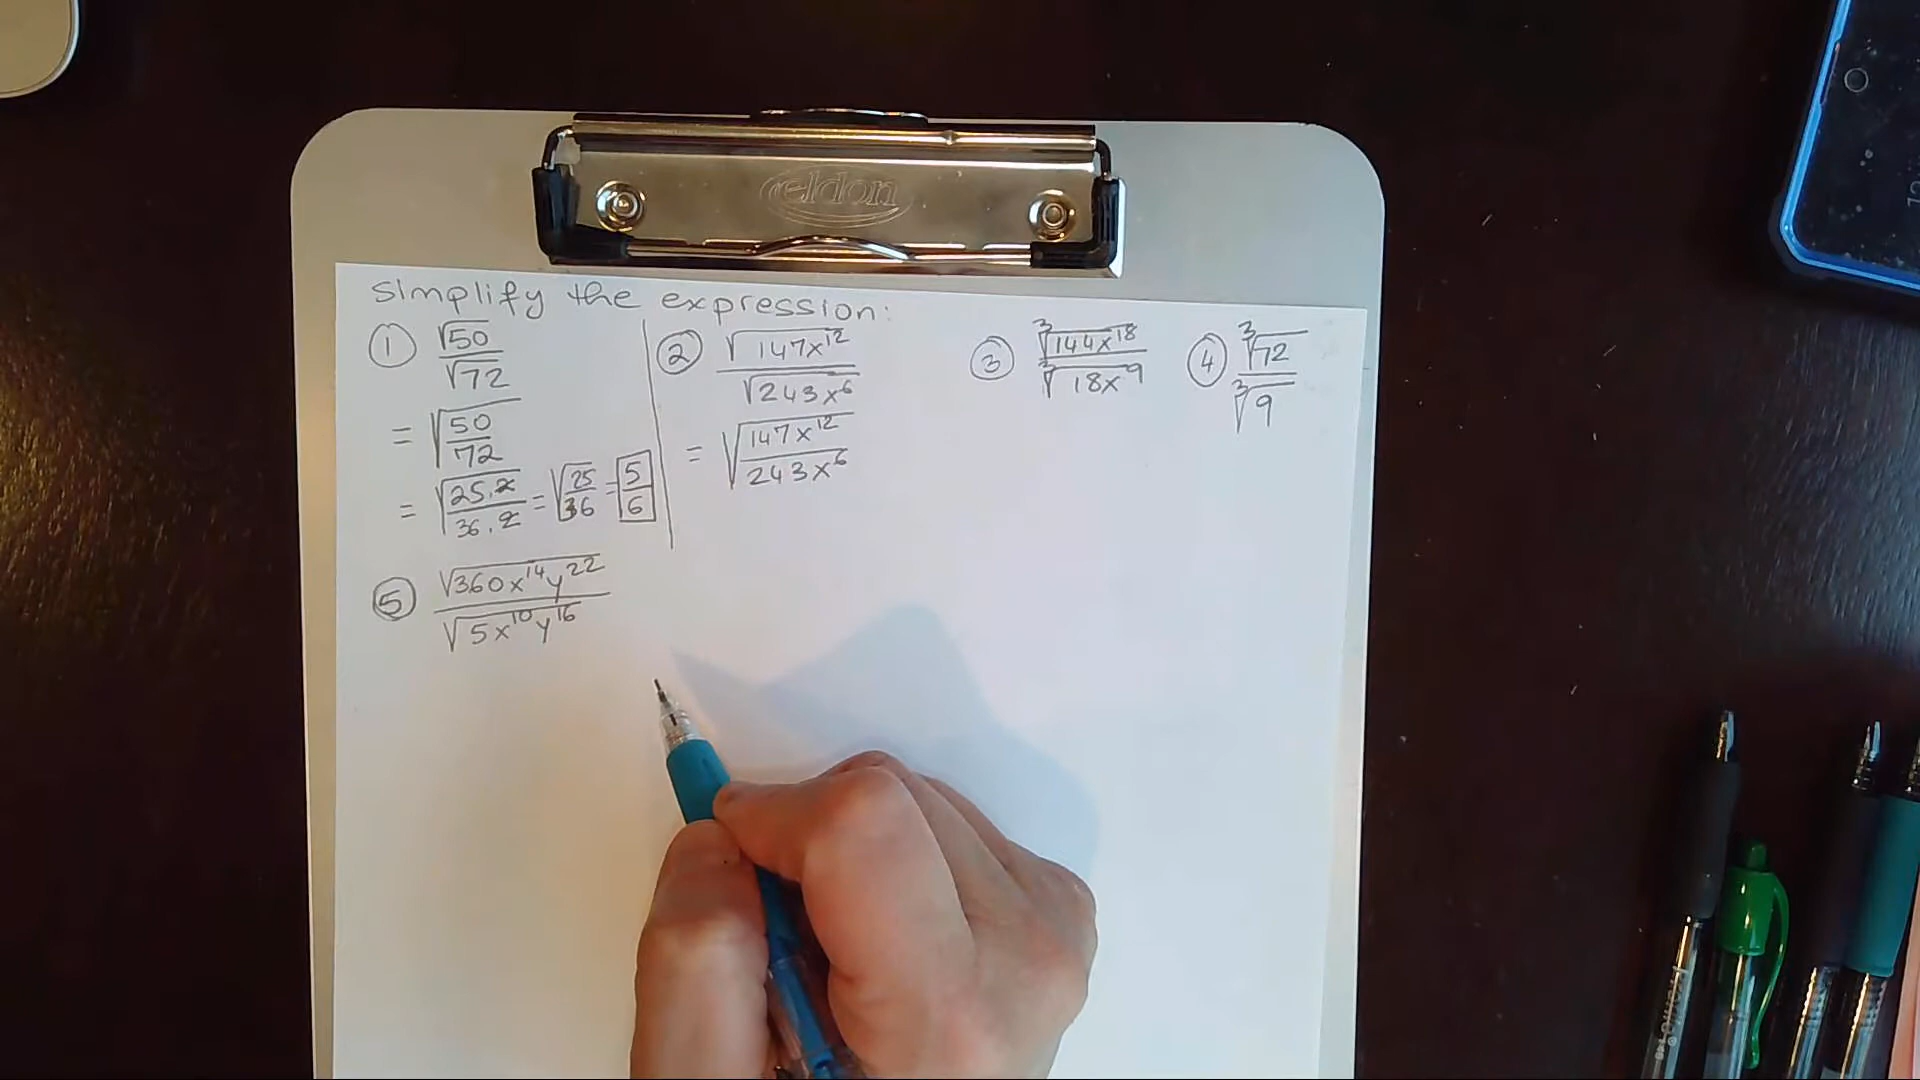 eldon
simplify the expression:
① √50/√72
= √(50/72)
= √(25.2/36.2) = √(25/36) = 5/6
② √(147x¹²)/√(243x⁶)
= √(147x¹²/243x⁶)
③ ∛(144x¹⁸)/∛(18x⁹)
④ ∛72/∛9
⑤ √(360x¹⁴y²²)/√(5x¹⁰y¹⁶)